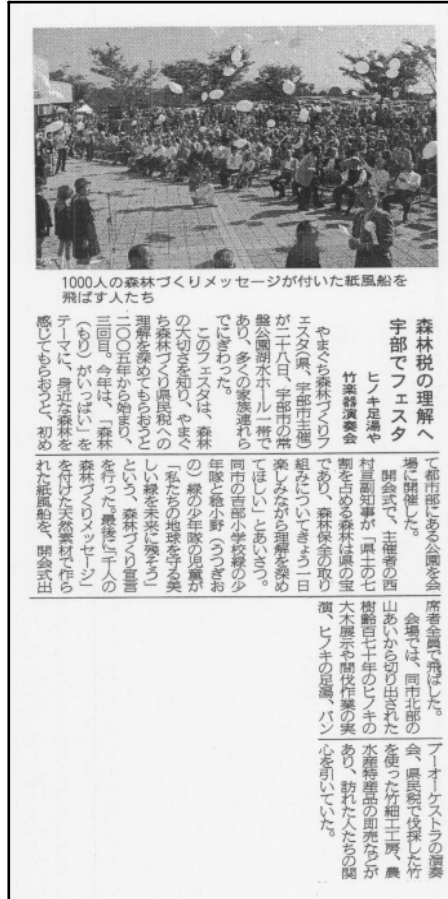 1000人の森林づくりメッセージが付いた紙風船を
飛ばす人たち
森林税の理解へ
宇部でフェスタ
ヒノキ足湯や
竹楽器演奏会
やまぐち森林づくりフ
ェスタ(県、宇部市主催)
が二十八日、宇部市の常
盤公園湖水ホール一帯で
あり、多くの家族連れら
でにぎわった。
このフェスタは、森林
の大切さを知り、やまぐ
ち森林づくり県民税への
理解を深めてもらおうと
二〇〇五年から始まり、
三回目。今年は、「森林
(もり)がいっぱい」を
テーマに、身近な森林を
感じてもらおうと、初め
て都市部にある公園を会
場に開催した。
開会式で、主催者の西
村亘副知事が「県土の七
割を占める森林は県の宝
であり、森林保全の取り
組みについてきょう一日
楽しみながら理解を深め
てほしい」とあいさつ。
同市の吉部小学校緑の少
年隊と棯小野(うつぎお
の)緑の少年隊の児童が
「私たちの地球を守る美
しい緑を未来に残そう」
という、森林づくり宣言
を行った。最後に「千人の
森林づくりメッセージ」
を付けた天然素材で作ら
れた紙風船を、開会式出
席者全員で飛ばした。
会場では、同市北部の
山あいから切り出された
樹齢百七十年のヒノキの
大木展示や間伐作業の実
演、ヒノキの足湯、バン
ブーオーケストラの演奏
会、県民税で伐採した竹
を使った竹細工工房、農
水産特産品の即売などが
あり、訪れた人たちの関
心を引いていた。